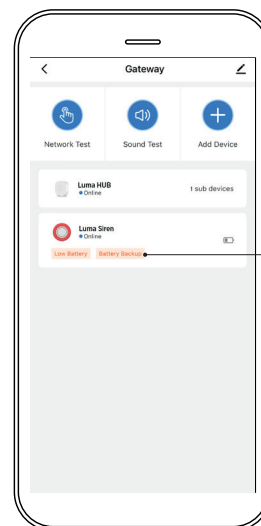 Gateway
Network Test Sound Test Add Device
Luma HUB
Online
1 sub devices
Luma Siren
Online
Low Battery Battery Backup